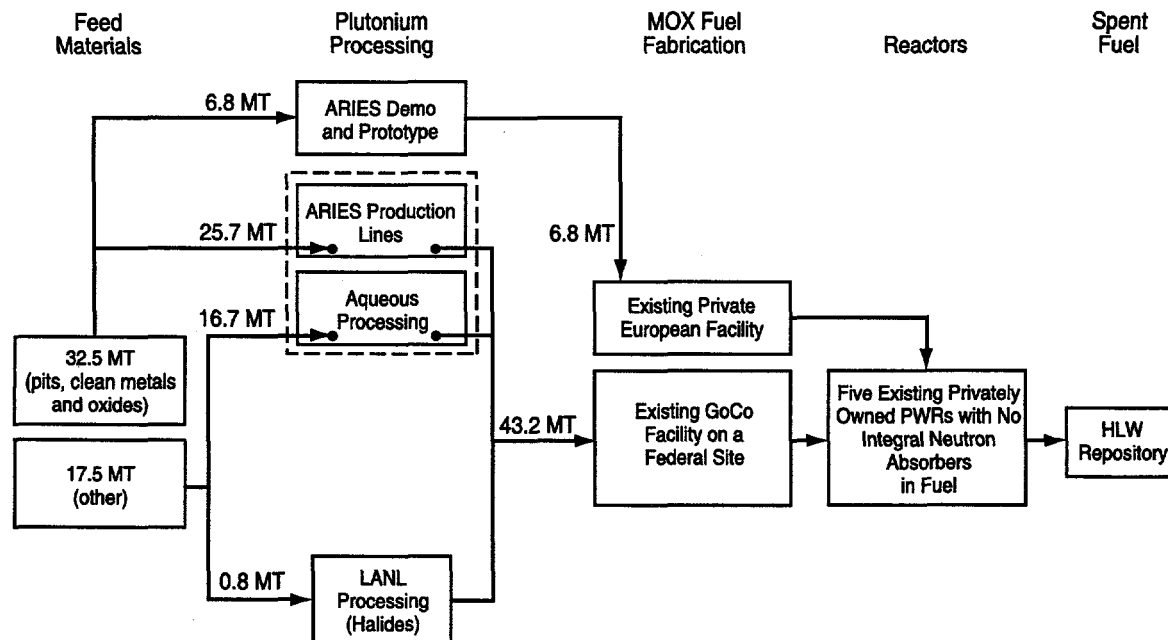 Feed
Materials
Plutonium
Processing
MOX Fuel
Fabrication
Reactors
Spent
Fuel
6.8 MT
ARIES Demo
and Prototype
25.7 MT
ARIES Production
Lines
6.8 MT
16.7 MT
Aqueous
Processing
Existing Private
European Facility
32.5 MT
(pits, clean metals
and oxides)
17.5 MT
(other)
43.2 MT
Existing GoCo
Facility on a
Federal Site
Five Existing Privately
Owned PWRs with No
Integral Neutron
Absorbers
in Fuel
HLW
Repository
0.8 MT
LANL
Processing
(Halides)